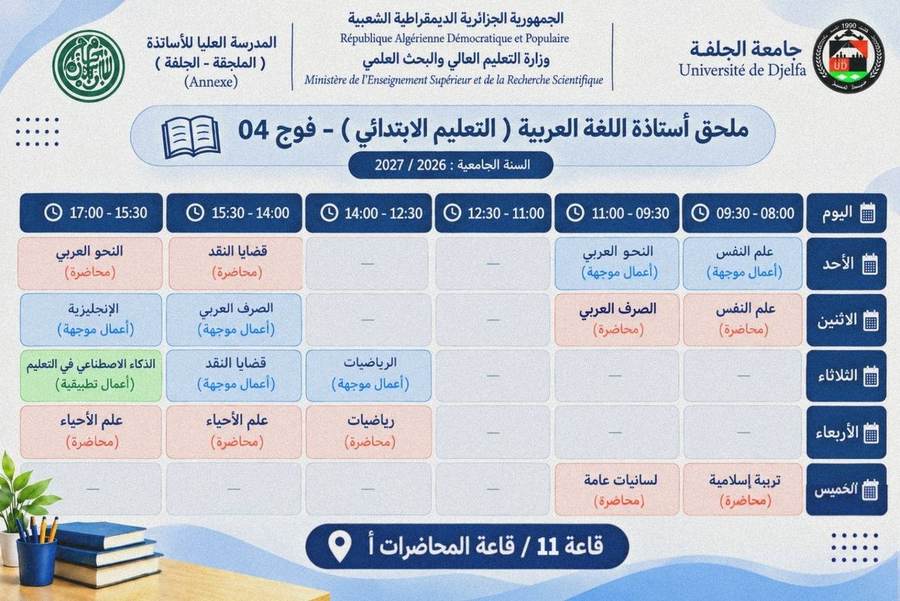 الجمهورية الجزائرية الديمقراطية الشعبية
République Algérienne Démocratique et Populaire
وزارة التعليم العالي والبحث العلمي
Ministère de l'Enseignement Supérieur et de la Recherche Scientifique
جامعة الجلفة
Université de Djelfa
1990
UD
المدرسة العليا للأساتذة
( الملحقة - الجلفة )
(Annexe)
ملحق أستاذة اللغة العربية ( التعليم الابتدائي ) - فوج 04
السنة الجامعية : 2026 / 2027
اليوم 08:00 - 09:30 09:30 - 11:00 11:00 - 12:30 12:30 - 14:00 14:00 - 15:30 15:30 - 17:00
الأحد علم النفس النحو العربي — — قضايا النقد النحو العربي
(أعمال موجهة) (أعمال موجهة) (محاضرة) (محاضرة)
الاثنين علم النفس الصرف العربي — — الصرف العربي الإنجليزية
(محاضرة) (محاضرة) (أعمال موجهة) (أعمال موجهة)
الثلاثاء — — — الرياضيات قضايا النقد الذكاء الاصطناعي في التعليم
(أعمال موجهة) (أعمال موجهة) (أعمال تطبيقية)
الأربعاء — — — رياضيات علم الأحياء علم الأحياء
(محاضرة) (محاضرة) (محاضرة)
الخميس تربية إسلامية لسانيات عامة — — — —
(محاضرة) (محاضرة)
قاعة 11 / قاعة المحاضرات أ